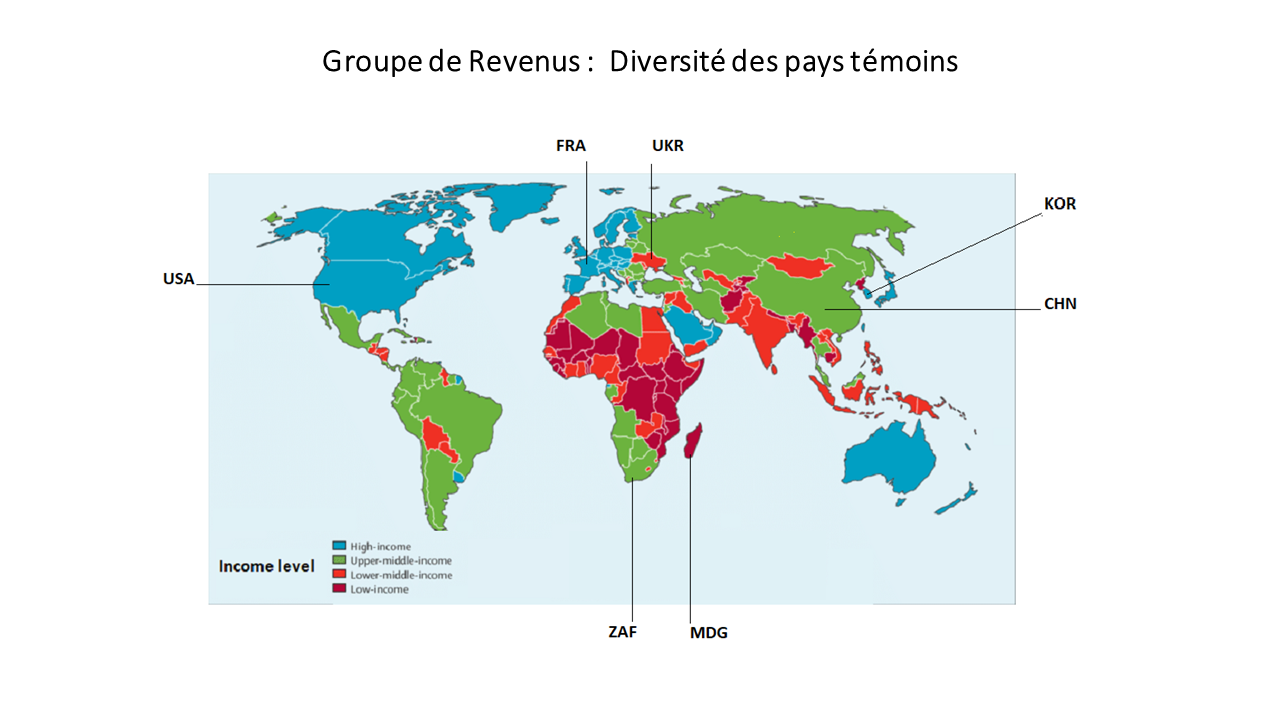 Groupe de Revenus :  Diversité des pays témoins
FRA
UKR
KOR
USA
CHN
High-income
Upper-middle-income
Income level
Lower-middle-income
Low-income
ZAF
MDG